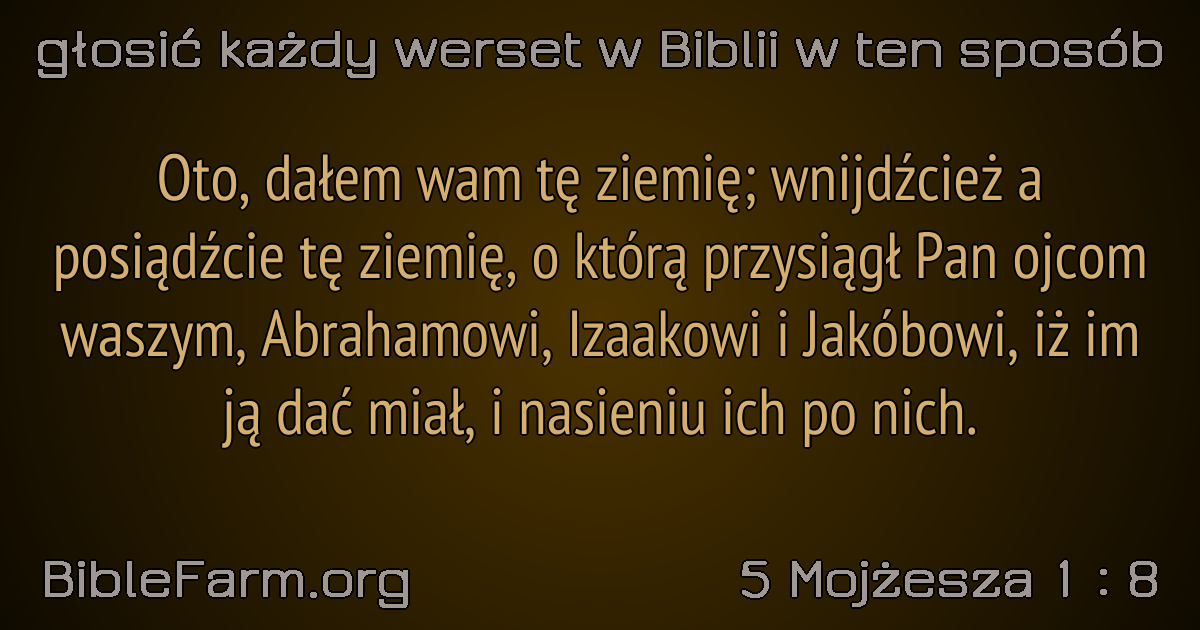 głosić każdy werset w Biblii w ten sposób
Oto, dałem wam tę ziemię; wnijdźcież a
posiądźcie tę ziemię, o którą przysiągł Pan ojcom
waszym, Abrahamowi, Izaakowi i Jakóbowi, iż im
ją dać miał, i nasieniu ich po nich.
BibleFarm.org
5 Mojżesza 1 : 8